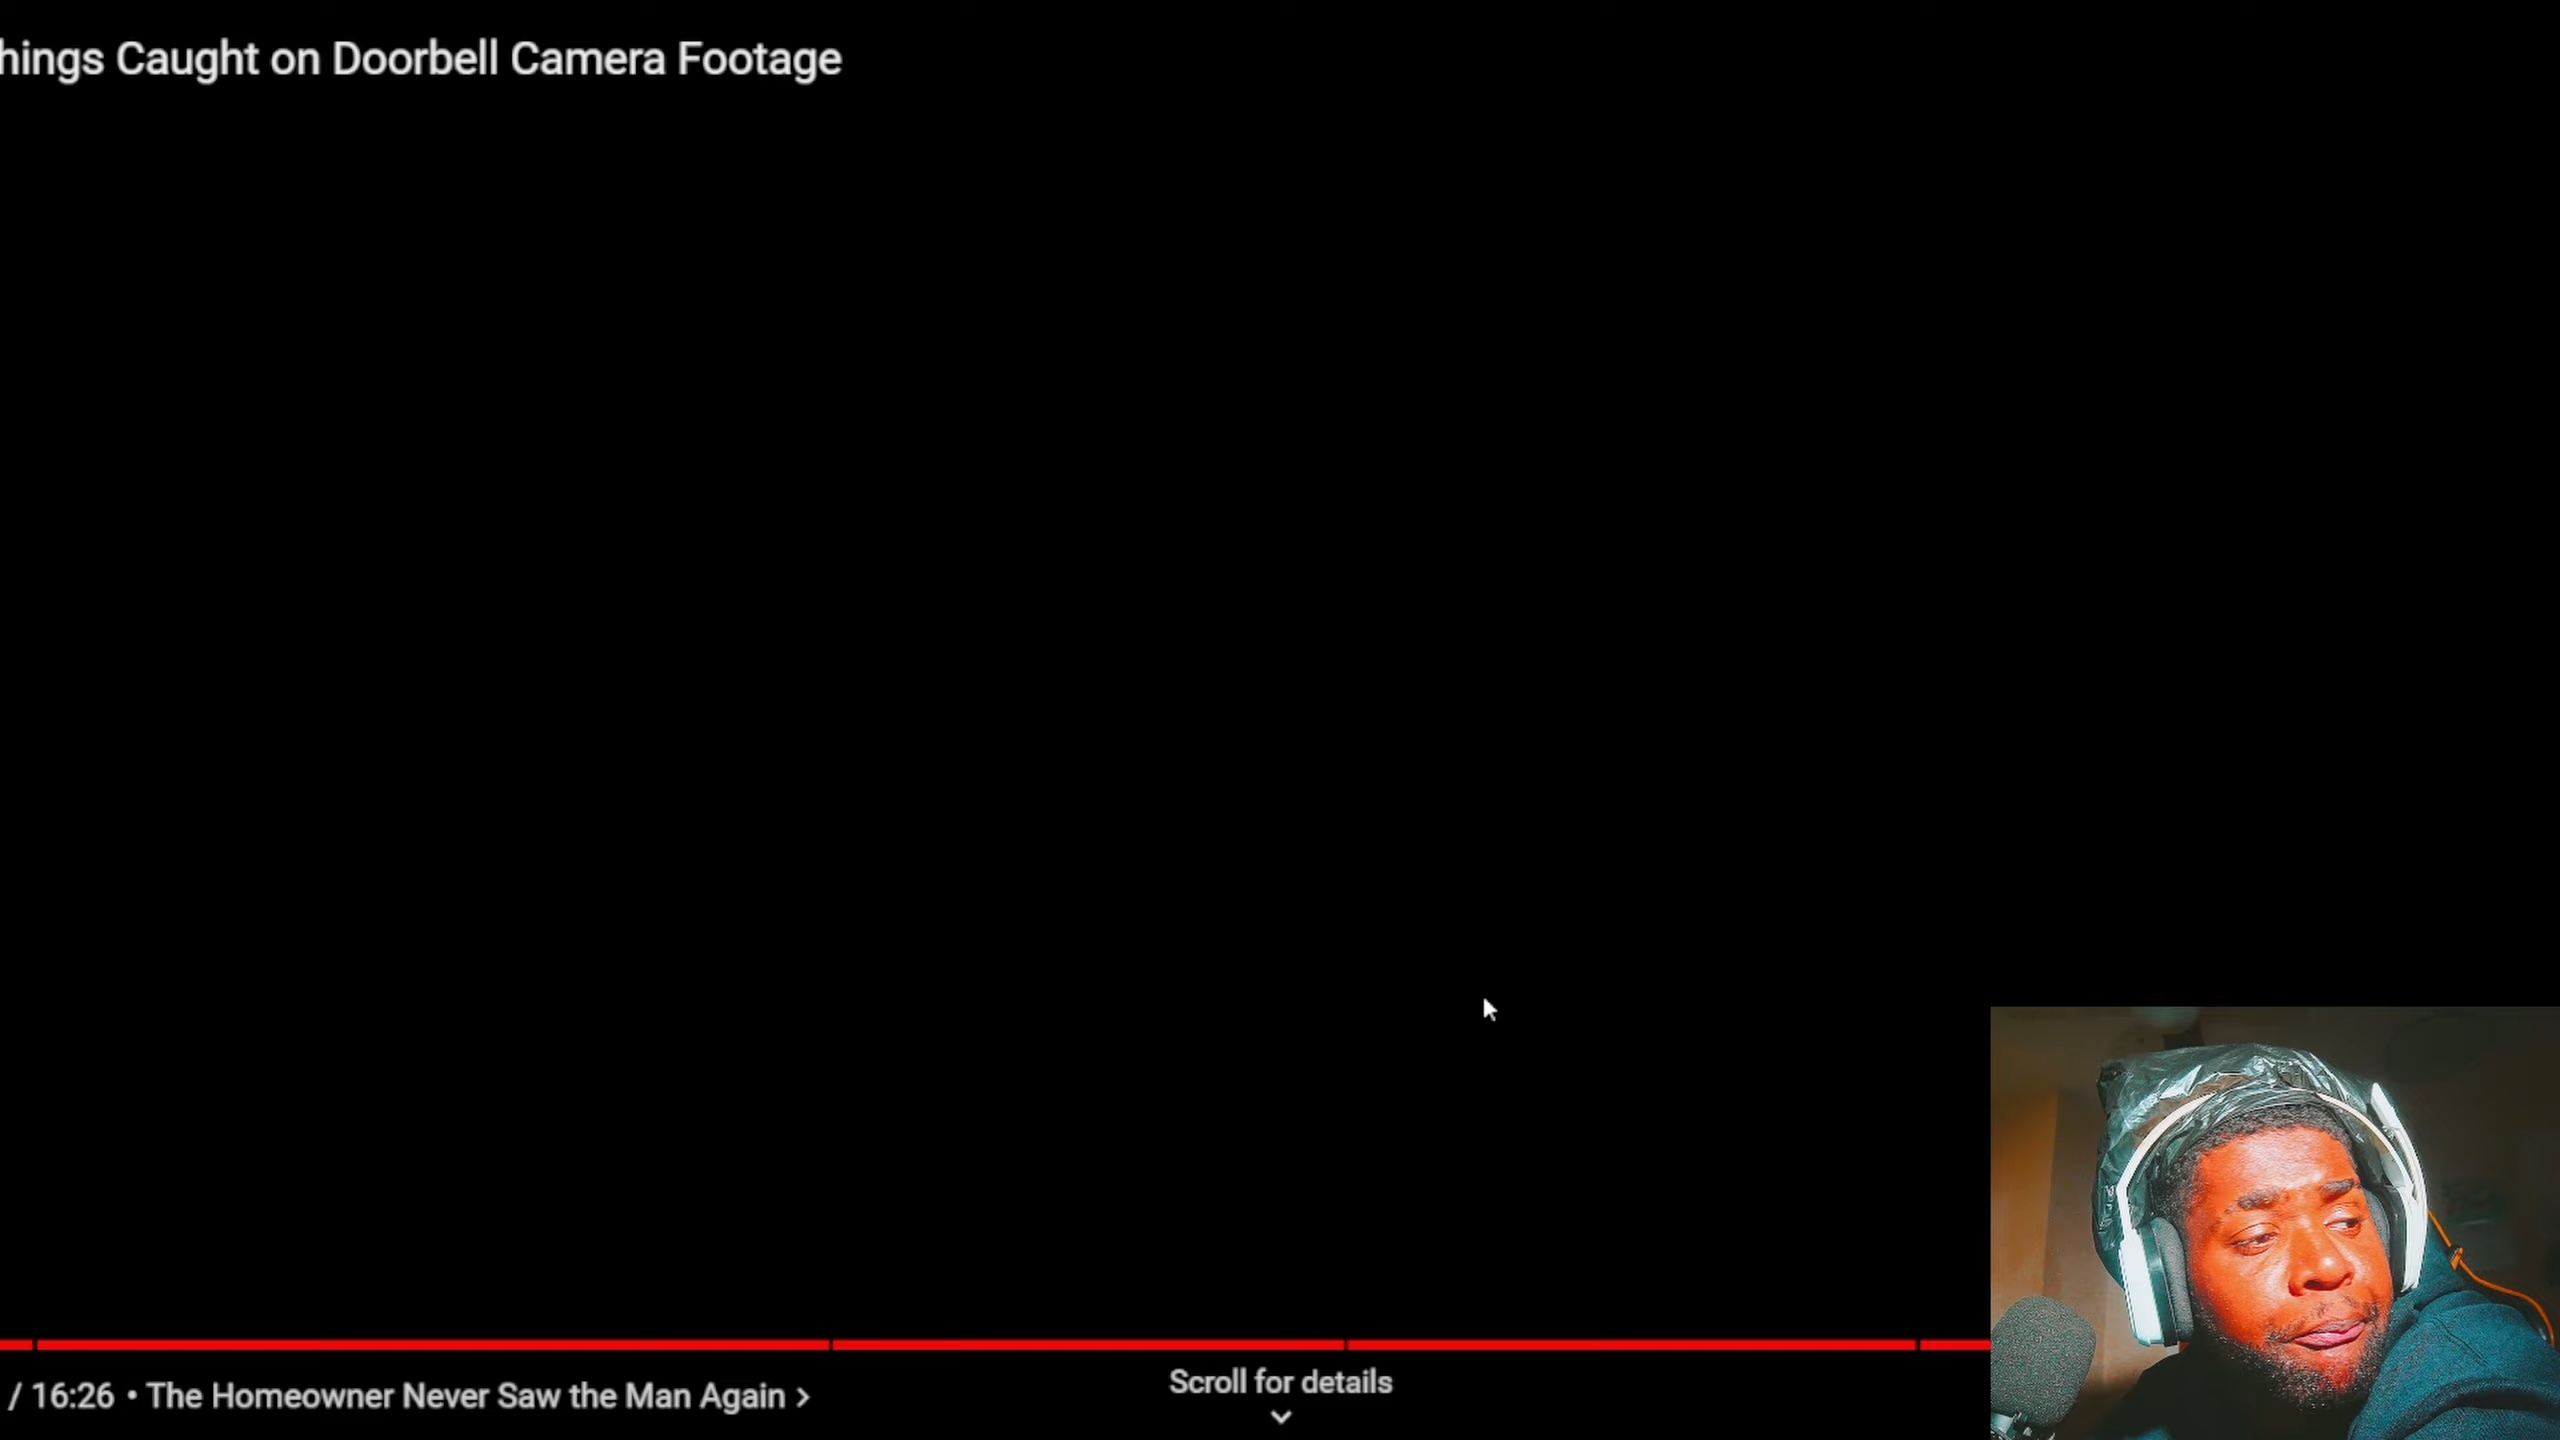 hings Caught on Doorbell Camera Footage
/ 16:26 • The Homeowner Never Saw the Man Again >
Scroll for details